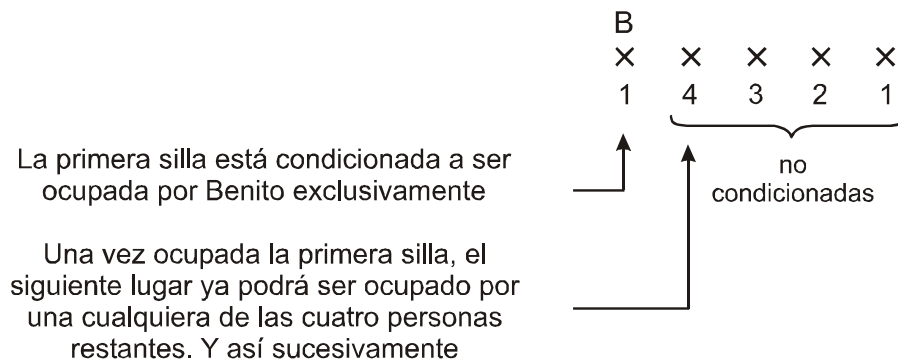 B
× × × × ×
1 4 3 2 1
La primera silla está condicionada a ser
ocupada por Benito exclusivamente
no
condicionadas
Una vez ocupada la primera silla, el
siguiente lugar ya podrá ser ocupado por
una cualquiera de las cuatro personas
restantes. Y así sucesivamente